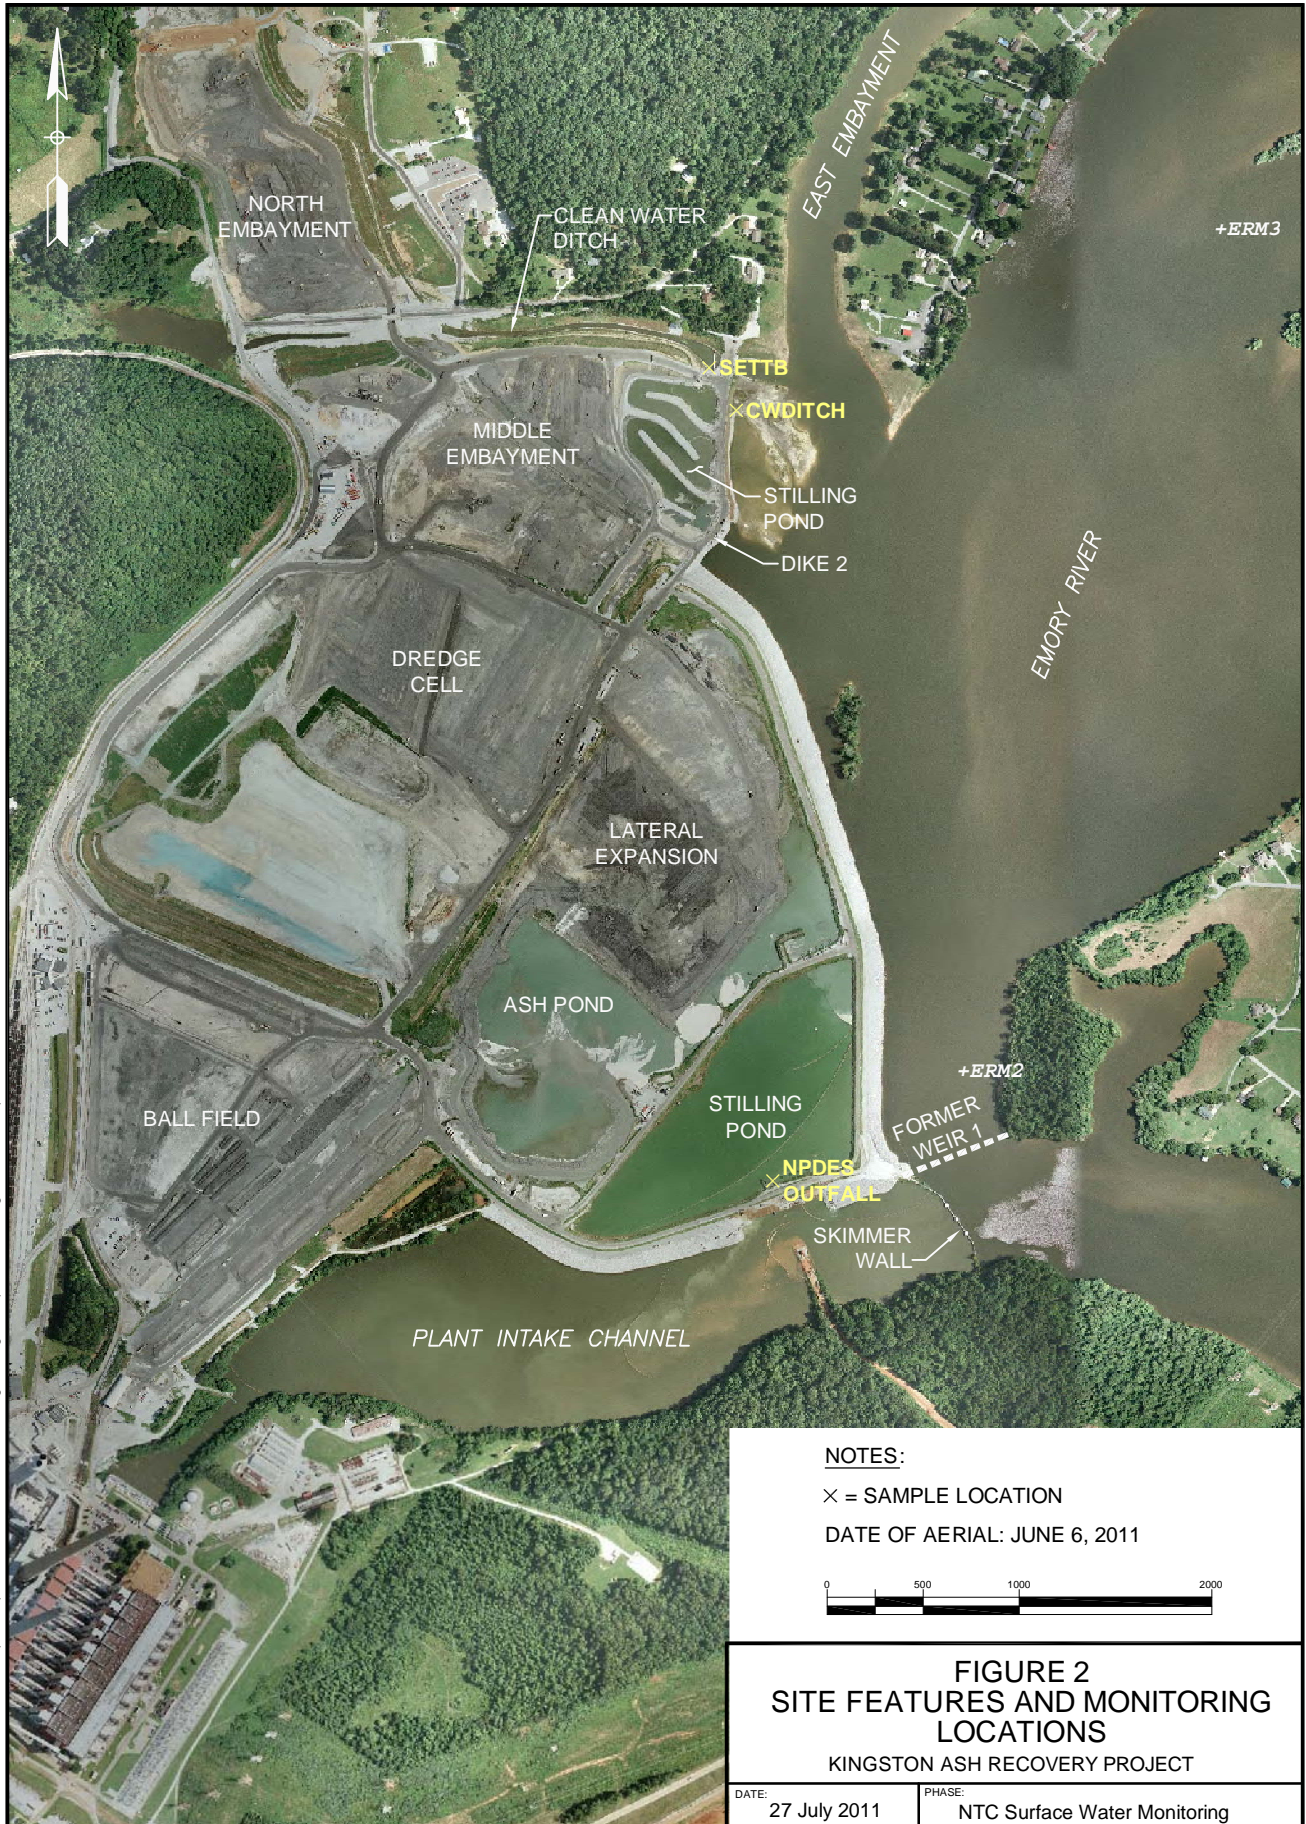 EAST EMBAYMENT
NORTH
EMBAYMENT
CLEAN WATER
DITCH
+ERM3
×SETTB
×CWDITCH
MIDDLE
EMBAYMENT
STILLING
POND
DIKE 2
EMORY RIVER
DREDGE
CELL
LATERAL
EXPANSION
ASH POND
+ERM2
BALL FIELD
STILLING
POND
FORMER
WEIR 1
×NPDES
OUTFALL
SKIMMER
WALL
PLANT INTAKE CHANNEL
NOTES:
× = SAMPLE LOCATION
DATE OF AERIAL: JUNE 6, 2011
0 500 1000 2000
FIGURE 2
SITE FEATURES AND MONITORING
LOCATIONS
KINGSTON ASH RECOVERY PROJECT
DATE:
27 July 2011
PHASE:
NTC Surface Water Monitoring